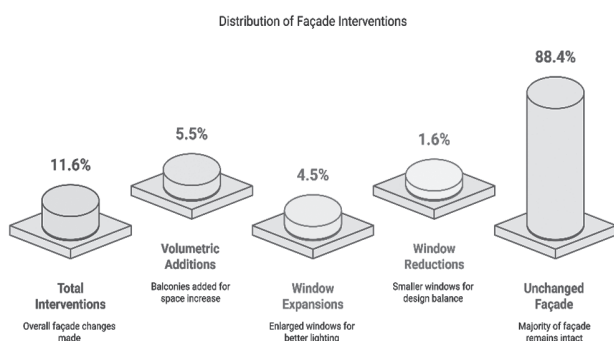 Distribution of Façade Interventions
88.4%
5.5%
1.6%
11.6%
4.5%
Volumetric
Additions
Balconies added for
space increase
Window
Reductions
Smaller windows for
design balance
Total
Interventions
Overall façade changes
made
Window
Expansions
Enlarged windows for
better lighting
Unchanged
Façade
Majority of façade
remains intact